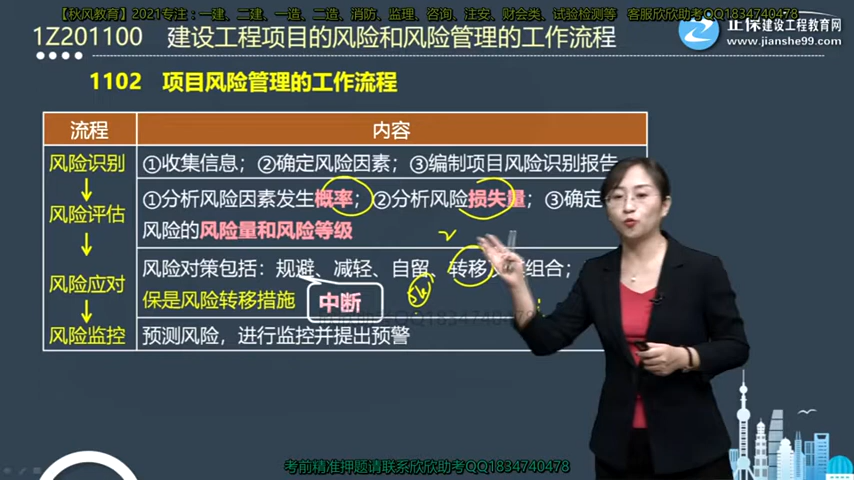 【秋风教育】2021专注:一建、二建、一造、二造、消防、监理、咨询、注安、财会类、试验检测等 客服欣欣助考QQ1834740478
1Z201100 建设工程项目的风险和风险管理的工作流程
正保建设工程教育网
www.jianshe99.com
1102 项目风险管理的工作流程
流程 内容
风险识别 ①收集信息；②确定风险因素；③编制项目风险识别报告
风险评估 ①分析风险因素发生概率；②分析风险损失量；③确定
风险的风险量和风险等级
风险应对 风险对策包括：规避、减轻、自留、转移及其组合；
保是风险转移措施 中断
风险监控 预测风险，进行监控并提出预警
QQ1834740478
考前精准押题请联系欣欣助考QQ1834740478